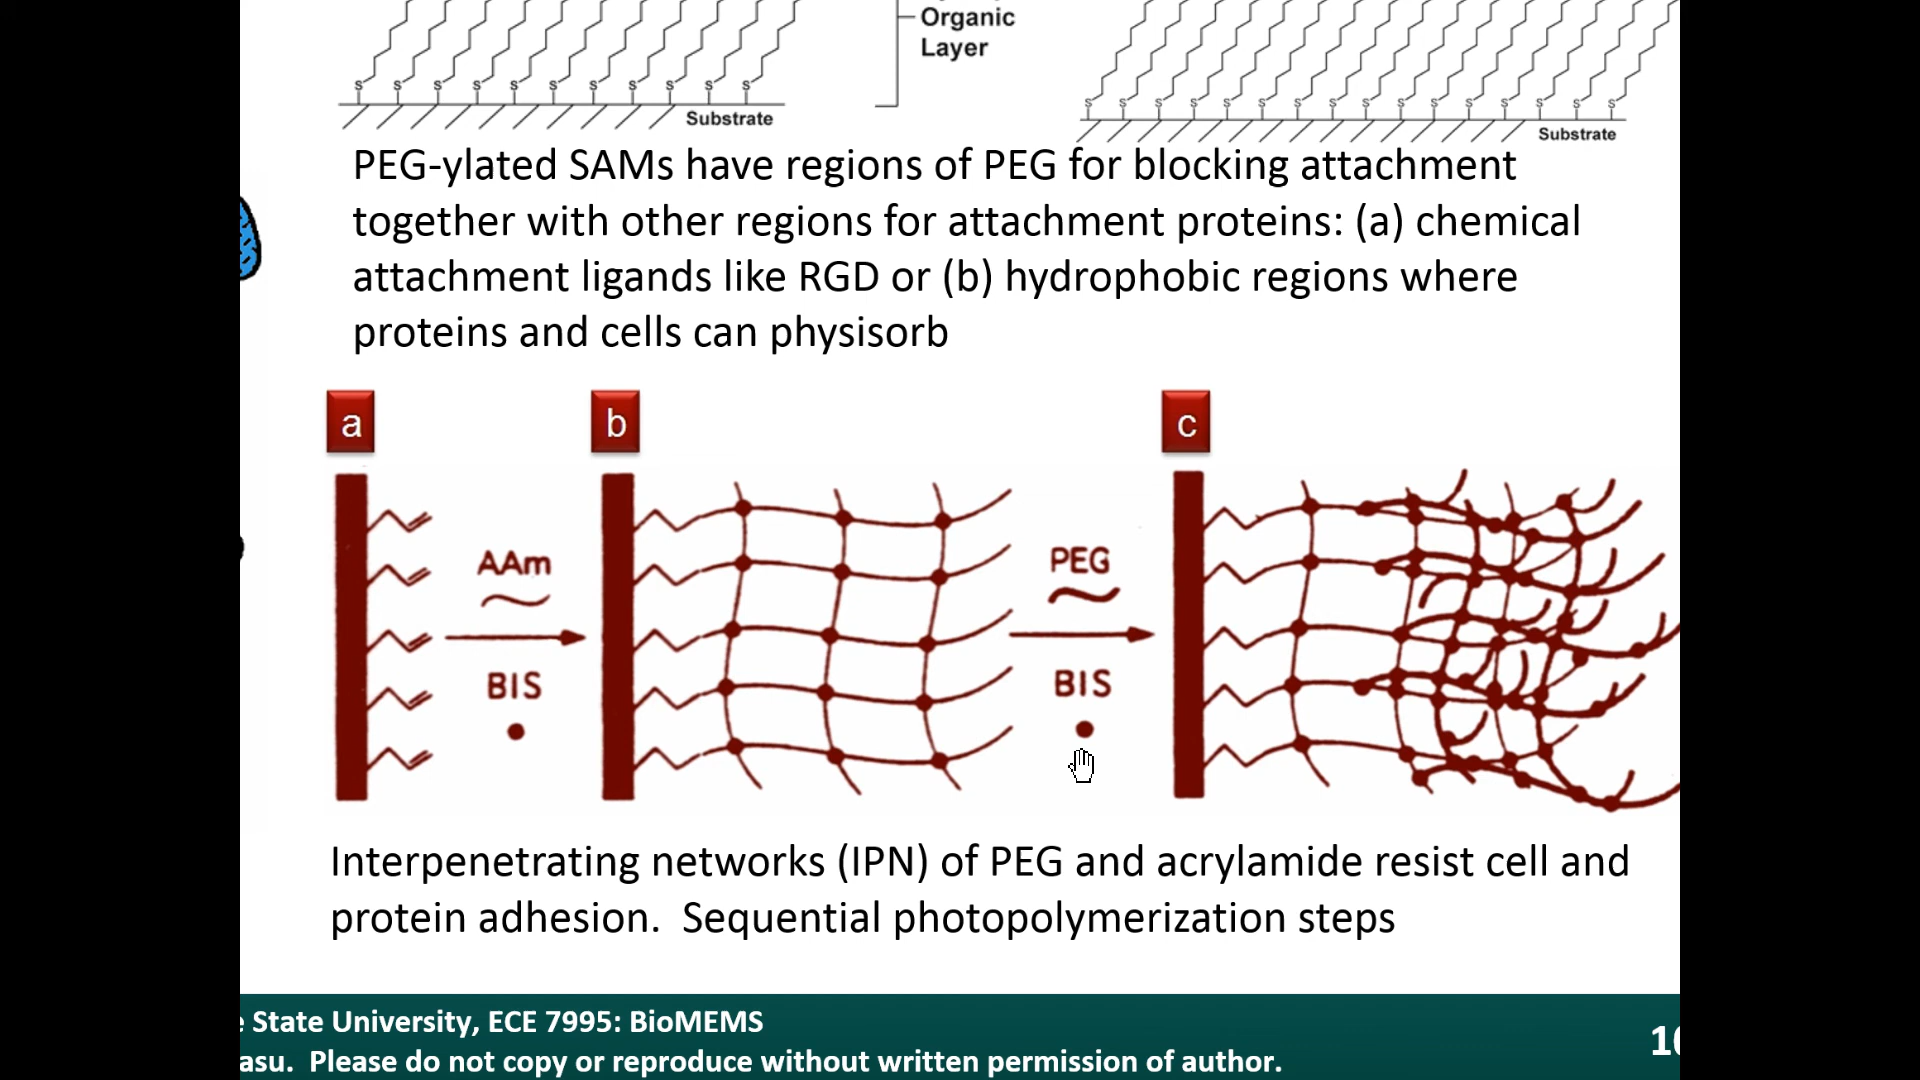 Organic
Layer
S S S S S S S S S S S
Substrate
S S S S S S S S S S S S S S S S
Substrate
PEG-ylated SAMs have regions of PEG for blocking attachment
together with other regions for attachment proteins: (a) chemical
attachment ligands like RGD or (b) hydrophobic regions where
proteins and cells can physisorb
a
b
c
AAm
BIS
PEG
BIS
Interpenetrating networks (IPN) of PEG and acrylamide resist cell and
protein adhesion. Sequential photopolymerization steps
State University, ECE 7995: BioMEMS
asu. Please do not copy or reproduce without written permission of author.